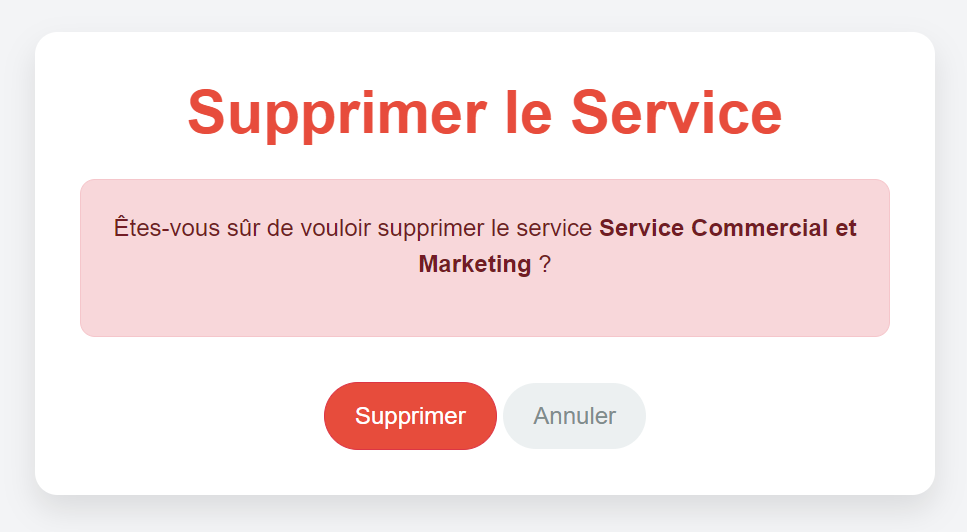 Supprimer le Service
Êtes-vous sûr de vouloir supprimer le service Service Commercial et
Marketing ?
Supprimer
Annuler